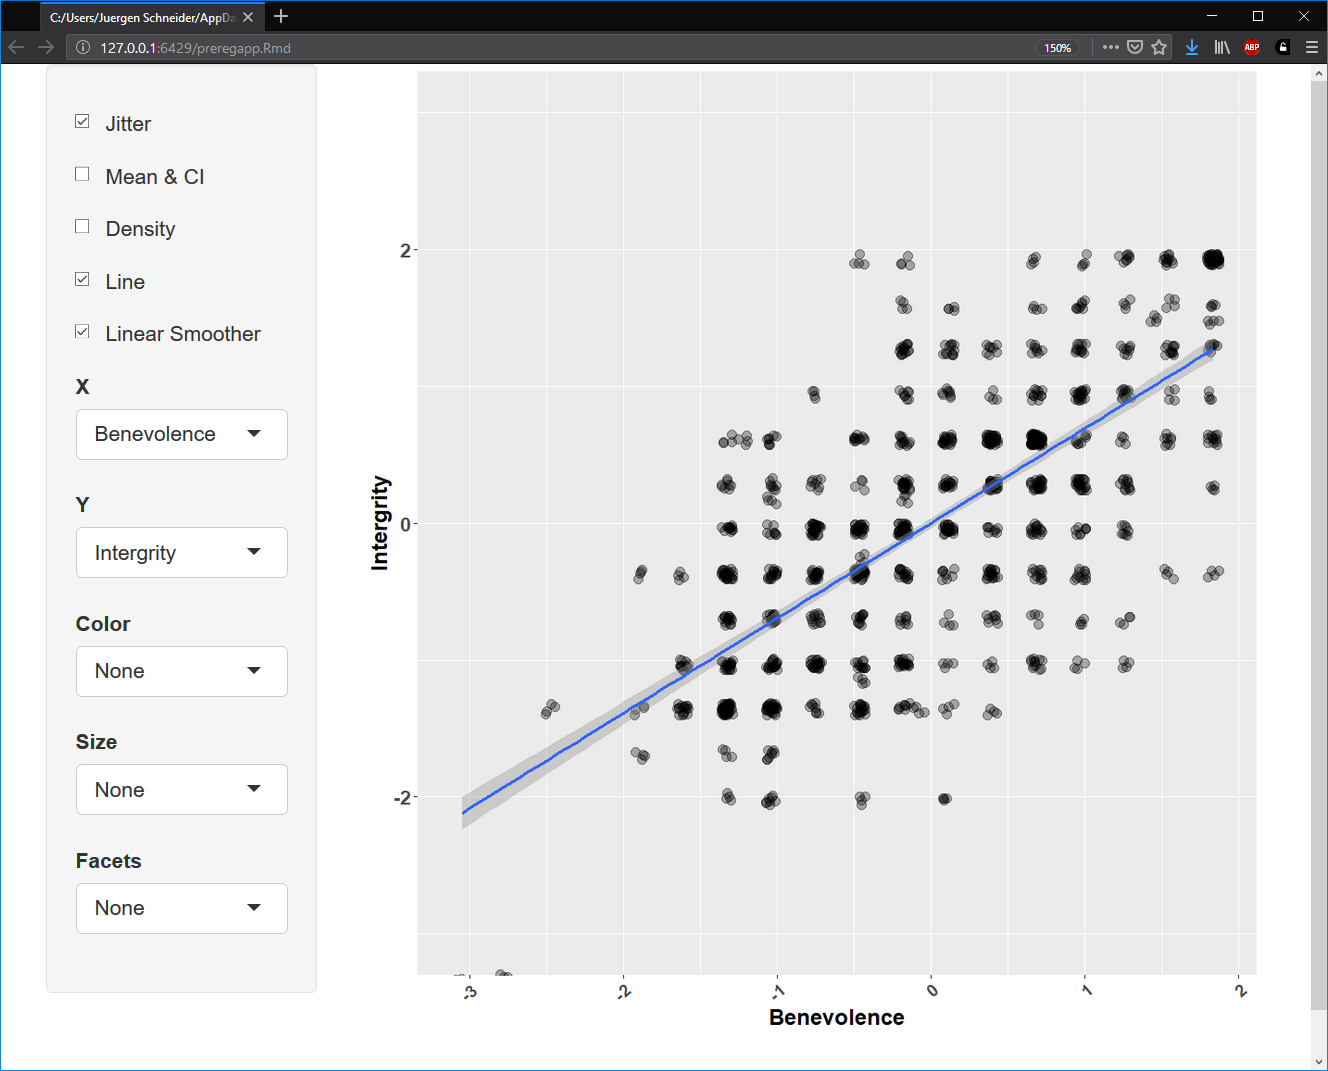 C:/Users/Juergen Schneider/AppDa
127.0.0.1:6429/preregapp.Rmd
150%
ABP
Jitter
Mean & CI
Density
Line
Linear Smoother
X
Benevolence
Y
Intergrity
Color
None
Size
None
Facets
None
Intergrity
2
0
-2
-3
-2
-1
0
1
2
Benevolence